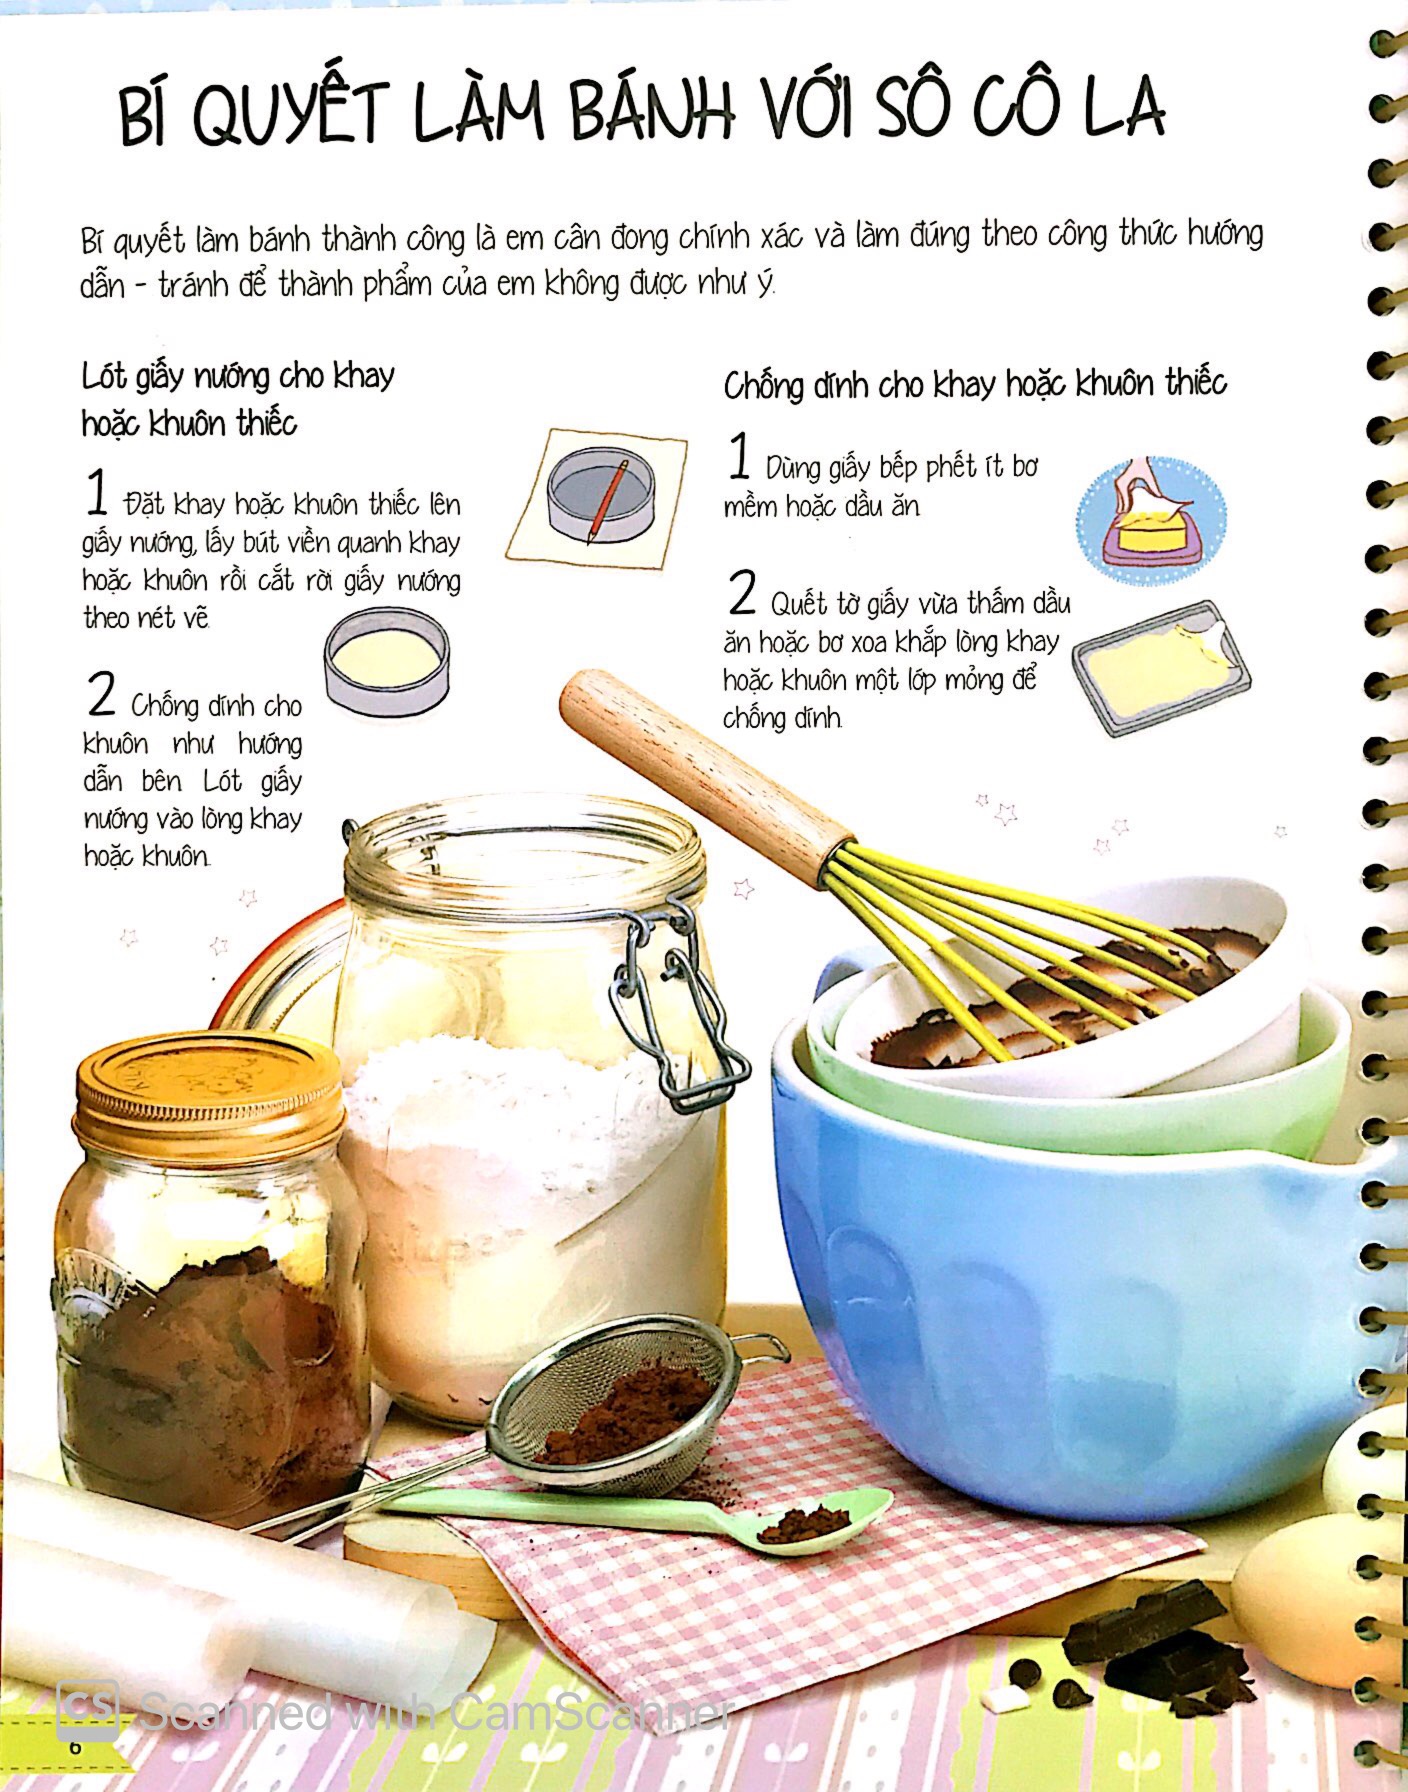 BÍ QUYẾT LÀM BÁNH VỚI SÔ CÔ LA
Bí quyết làm bánh thành công là em cân đong chính xác và làm đúng theo công thức hướng
dẫn - tránh để thành phẩm của em không được như ý.
Lót giấy nướng cho khay
hoặc khuôn thiếc
1 Đặt khay hoặc khuôn thiếc lên
giấy nướng, lấy bút viền quanh khay
hoặc khuôn rồi cắt rời giấy nướng
theo nét vẽ.
2 Chống dính cho
khuôn như hướng
dẫn bên. Lót giấy
nướng vào lòng khay
hoặc khuôn.
Chống dính cho khay hoặc khuôn thiếc
1 Dùng giấy bếp phết ít bơ
mềm hoặc dầu ăn.
2 Quết tờ giấy vừa thấm dầu
ăn hoặc bơ xoa khắp lòng khay
hoặc khuôn một lớp mỏng để
chống dính.
CS Scanned with CamScanner
6